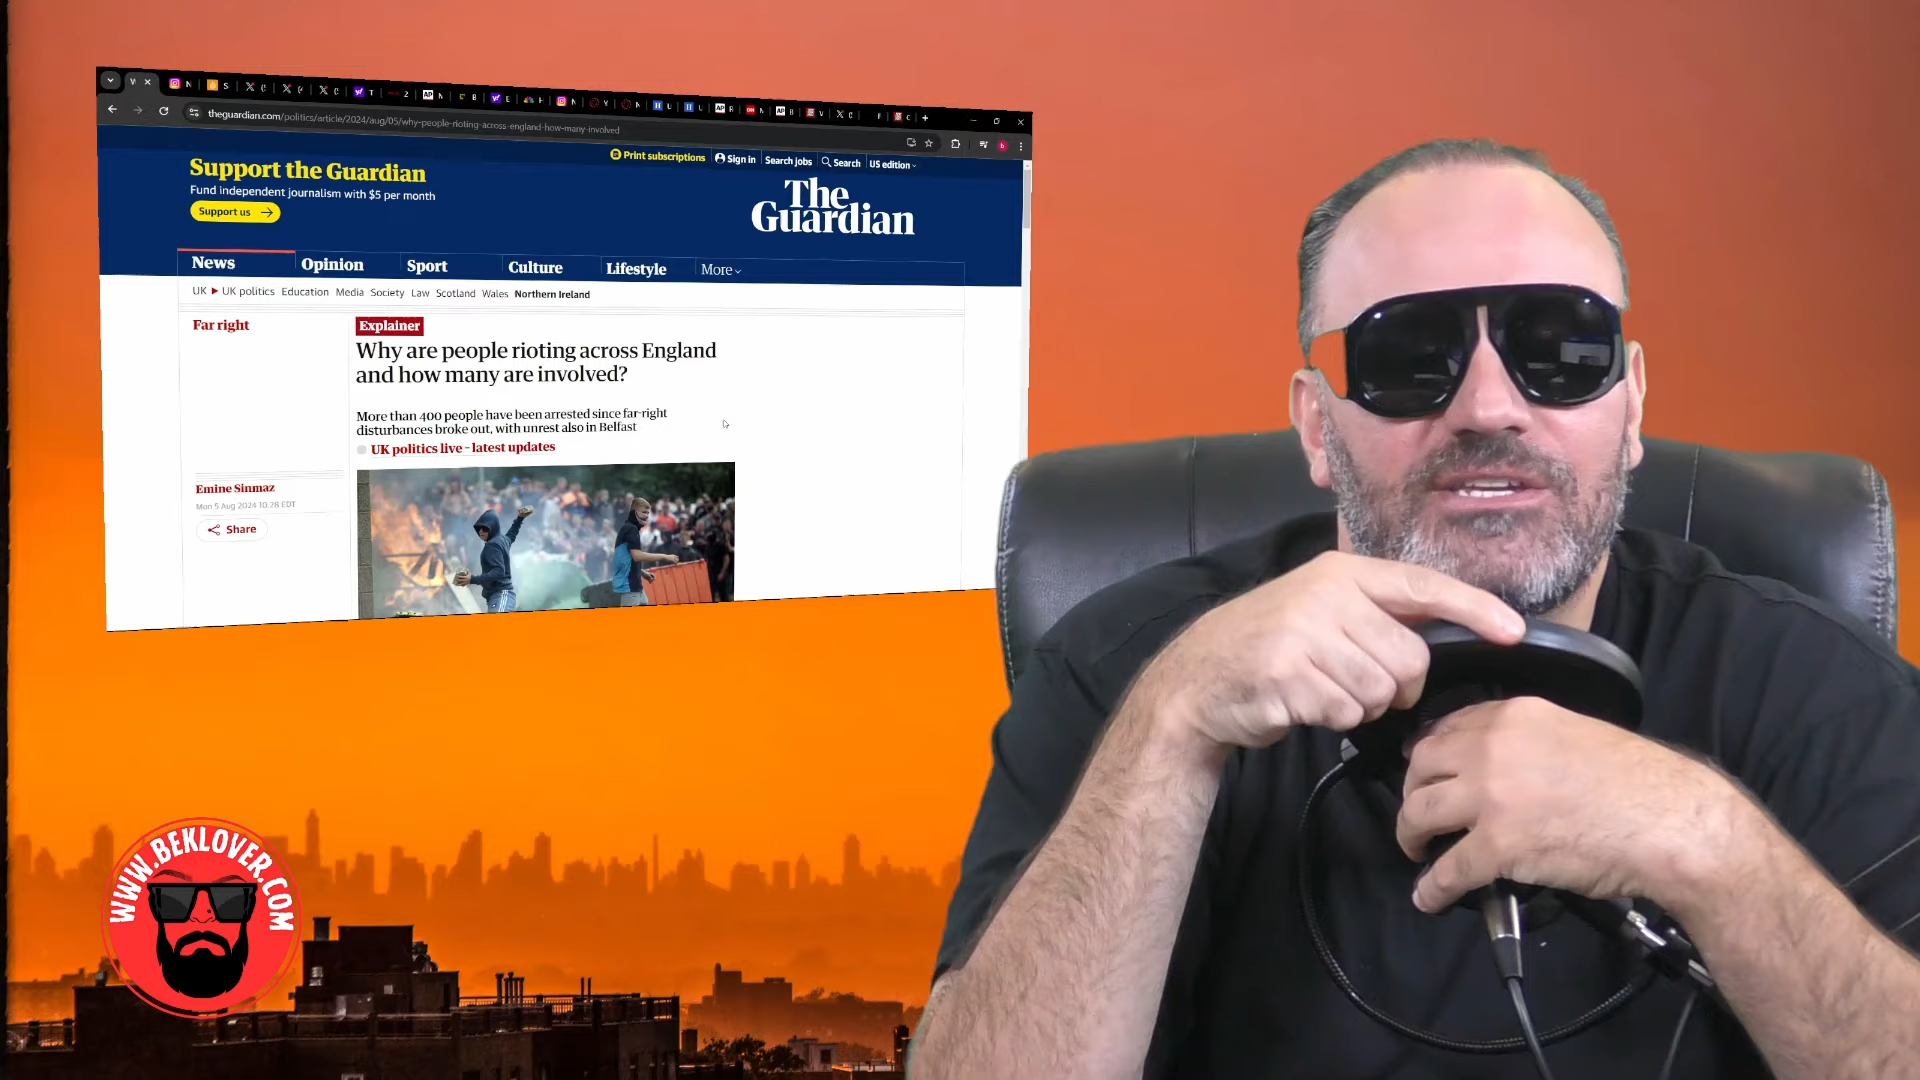 theguardian.com/politics/article/2024/aug/05/why-people-rioting-across-england-how-many-involved
Print subscriptions
Sign in
Search jobs
Search
US edition
Support the Guardian
Fund independent journalism with $5 per month
Support us
The
Guardian
News
Opinion
Sport
Culture
Lifestyle
More
UK
UK politics
Education
Media
Society
Law
Scotland
Wales
Northern Ireland
Far right
Explainer
Why are people rioting across England
and how many are involved?
More than 400 people have been arrested since far-right
disturbances broke out, with unrest also in Belfast
UK politics live – latest updates
Emine Sinmaz
Mon 5 Aug 2024 10.28 EDT
Share
WWW.BEKLOVER.COM